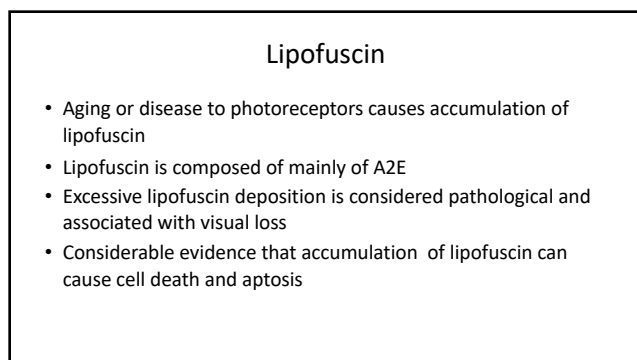 Lipofuscin
• Aging or disease to photoreceptors causes accumulation of
lipofuscin
• Lipofuscin is composed of mainly of A2E
• Excessive lipofuscin deposition is considered pathological and
associated with visual loss
• Considerable evidence that accumulation  of lipofuscin can
cause cell death and aptosis